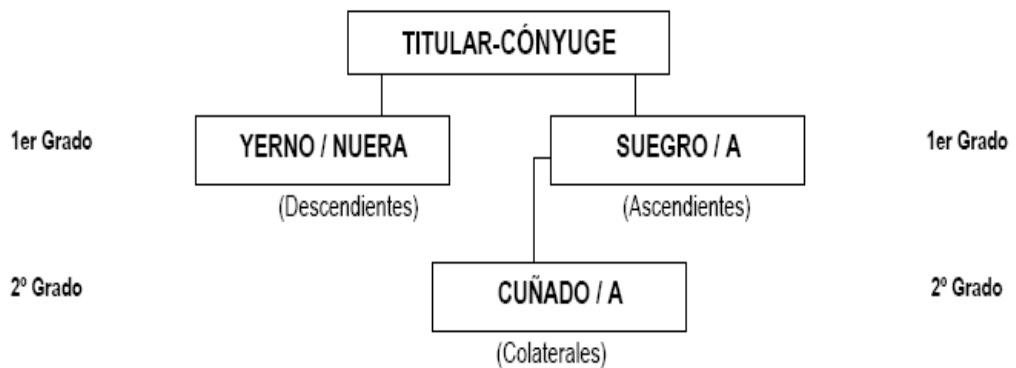 TITULAR-CÓNYUGE
1er Grado
YERNO / NUERA
SUEGRO / A
1er Grado
(Descendientes)
(Ascendientes)
2º Grado
CUÑADO / A
2º Grado
(Colaterales)